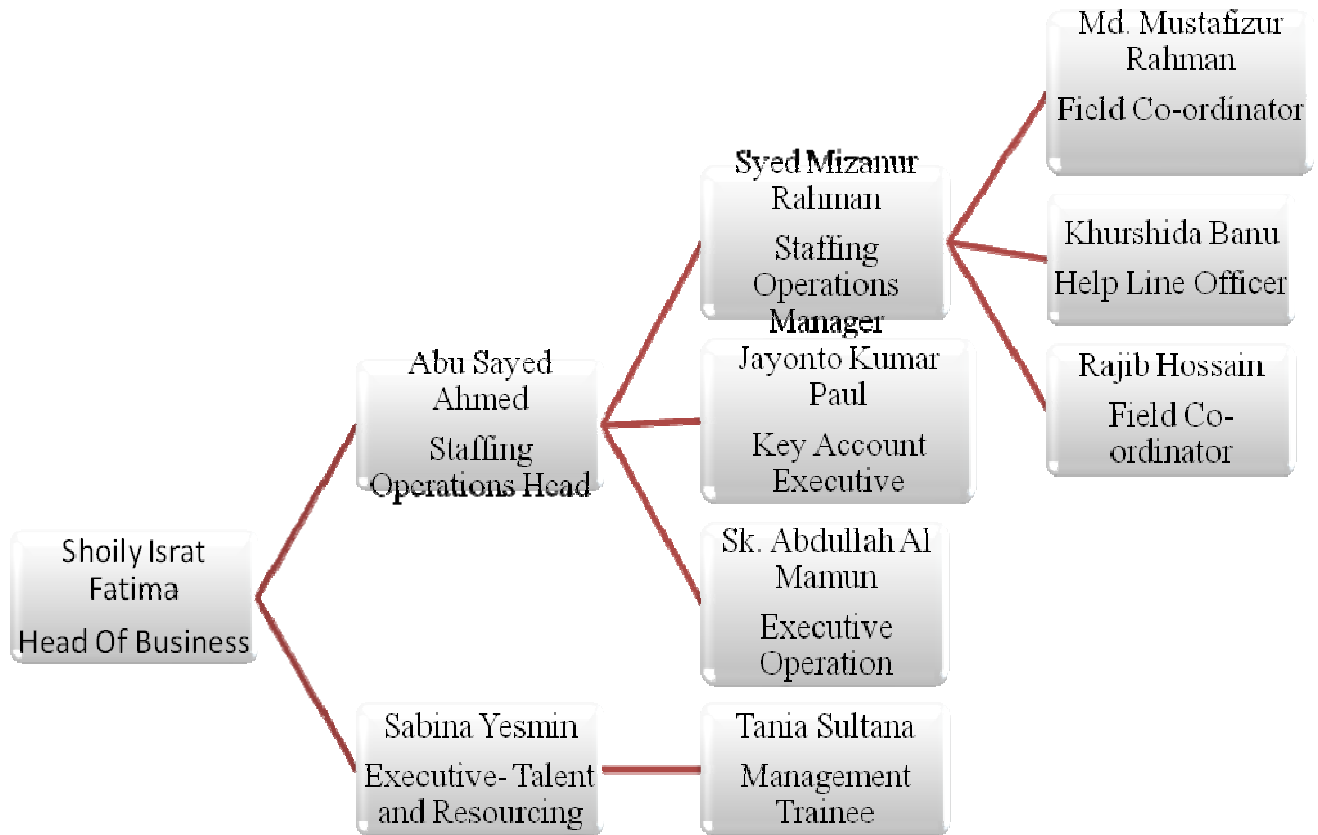 Shoily Israt
Fatima
Head Of Business
Abu Sayed
Ahmed
Staffing
Operations Head
Sabina Yesmin
Executive- Talent
and Resourcing
Syed Mizanur
Rahman
Staffing
Operations
Manager
Jayonto Kumar
Paul
Key Account
Executive
Sk. Abdullah Al
Mamun
Executive
Operation
Tania Sultana
Management
Trainee
Md. Mustafizur
Rahman
Field Co-ordinator
Khurshida Banu
Help Line Officer
Rajib Hossain
Field Co-
ordinator